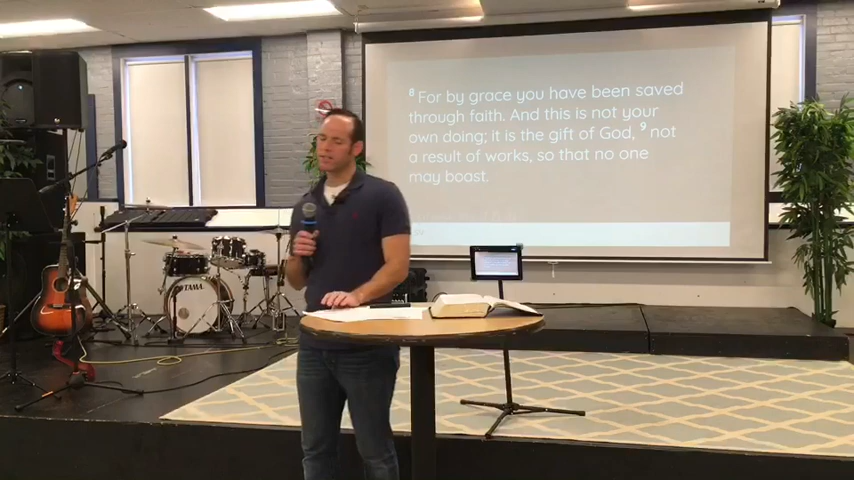 8 For by grace you have been saved
through faith. And this is not your
own doing; it is the gift of God, 9 not
a result of works, so that no one
may boast.
TAMA